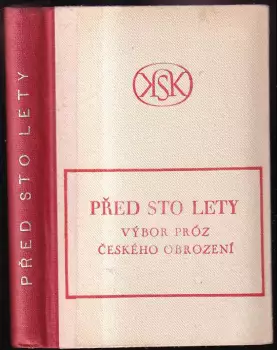 PŘED STO LETY
KSK
PŘED STO LETY
VÝBOR PRÓZ
ČESKÉHO OBROZENÍ